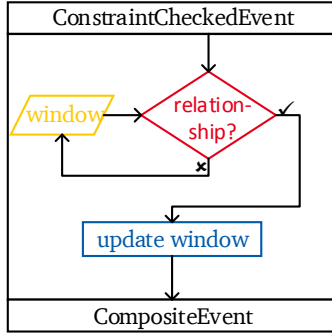 ConstraintCheckedEvent
relation-
ship?
window
✓
✘
update window
CompositeEvent